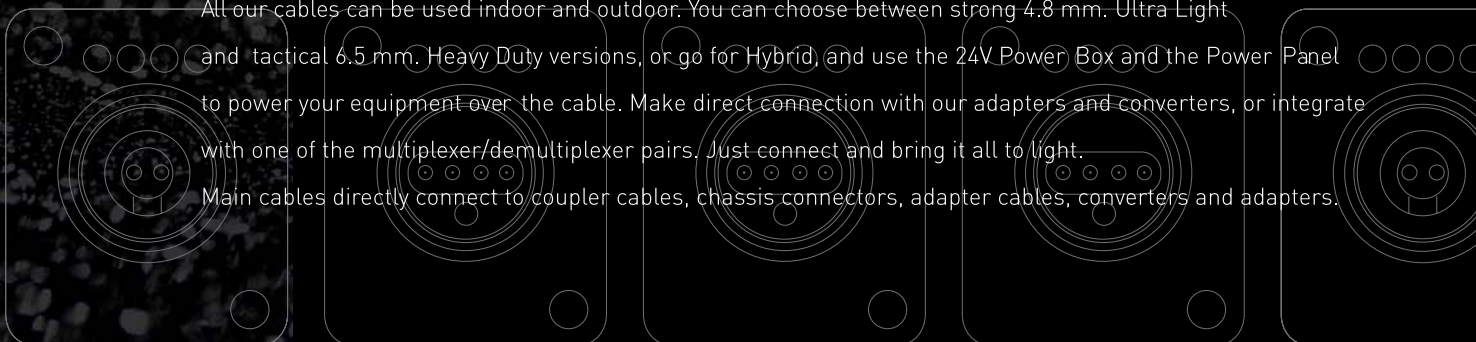 All our cables can be used indoor and outdoor. You can choose between strong 4.8 mm. Ultra Light
and tactical 6.5 mm. Heavy Duty versions, or go for Hybrid, and use the 24V Power Box and the Power Panel
to power your equipment over the cable. Make direct connection with our adapters and converters, or integrate
with one of the multiplexer/demultiplexer pairs. Just connect and bring it all to light.
Main cables directly connect to coupler cables, chassis connectors, adapter cables, converters and adapters.